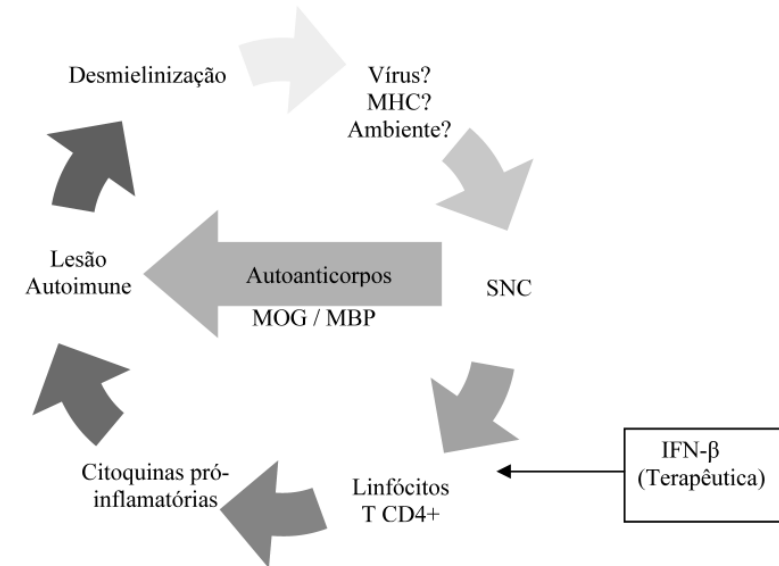 Desmielinização
Vírus?
MHC?
Ambiente?
Lesão
Autoimune
Autoanticorpos
MOG / MBP
SNC
Citoquinas pró-
inflamatórias
Linfócitos
T CD4+
IFN-β
(Terapêutica)